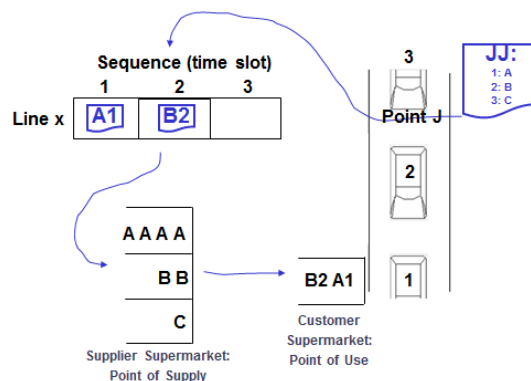 Sequence (time slot)
1 2 3
Line x
A1
B2
3
Point J
JJ:
1: A
2: B
3: C
2
A A A A
B B
C
B2 A1
1
Supplier Supermarket:
Point of Supply
Customer
Supermarket:
Point of Use